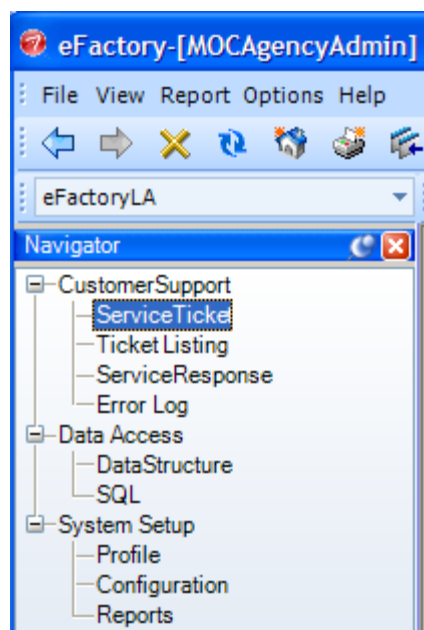 eFactory-[MOCAgencyAdmin]
File View Report Options Help
eFactoryLA
Navigator
CustomerSupport
ServiceTicke
Ticket Listing
ServiceResponse
Error Log
Data Access
DataStructure
SQL
System Setup
Profile
Configuration
Reports